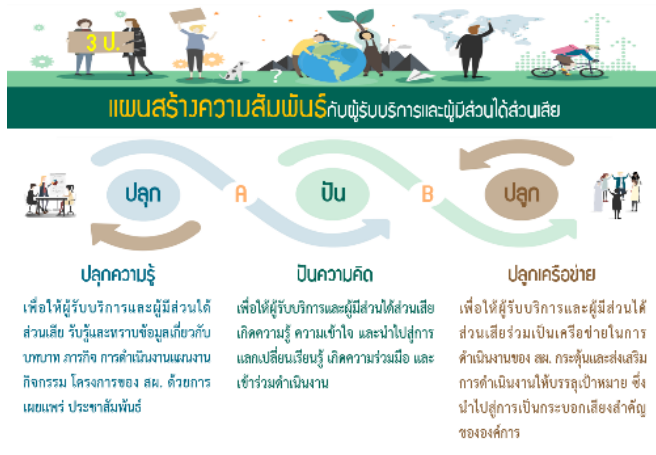 3 ป.
แผนสร้างความสัมพันธ์กับผู้รับบริการและผู้มีส่วนได้ส่วนเสีย
ปลุก A ปัน B ปลูก
ปลุกความรู้
เพื่อให้ผู้รับบริการและผู้มีส่วนได้
ส่วนเสีย รับรู้และทราบข้อมูลเกี่ยวกับ
บทบาท ภารกิจ การดำเนินงานแผนงาน
กิจกรรม โครงการของ สผ. ด้วยการ
เผยแพร่ ประชาสัมพันธ์
ปันความคิด
เพื่อให้ผู้รับบริการและผู้มีส่วนได้ส่วนเสีย
เกิดความรู้ ความเข้าใจ และนำไปสู่การ
แลกเปลี่ยนเรียนรู้ เกิดความร่วมมือ และ
เข้าร่วมดำเนินงาน
ปลูกเครือข่าย
เพื่อให้ผู้รับบริการและผู้มีส่วนได้
ส่วนเสียร่วมเป็นเครือข่ายในการ
ดำเนินงานของ สผ. กระตุ้นและส่งเสริม
การดำเนินงานให้บรรลุเป้าหมาย ซึ่ง
นำไปสู่การเป็นกระบอกเสียงสำคัญ
ขององค์การ